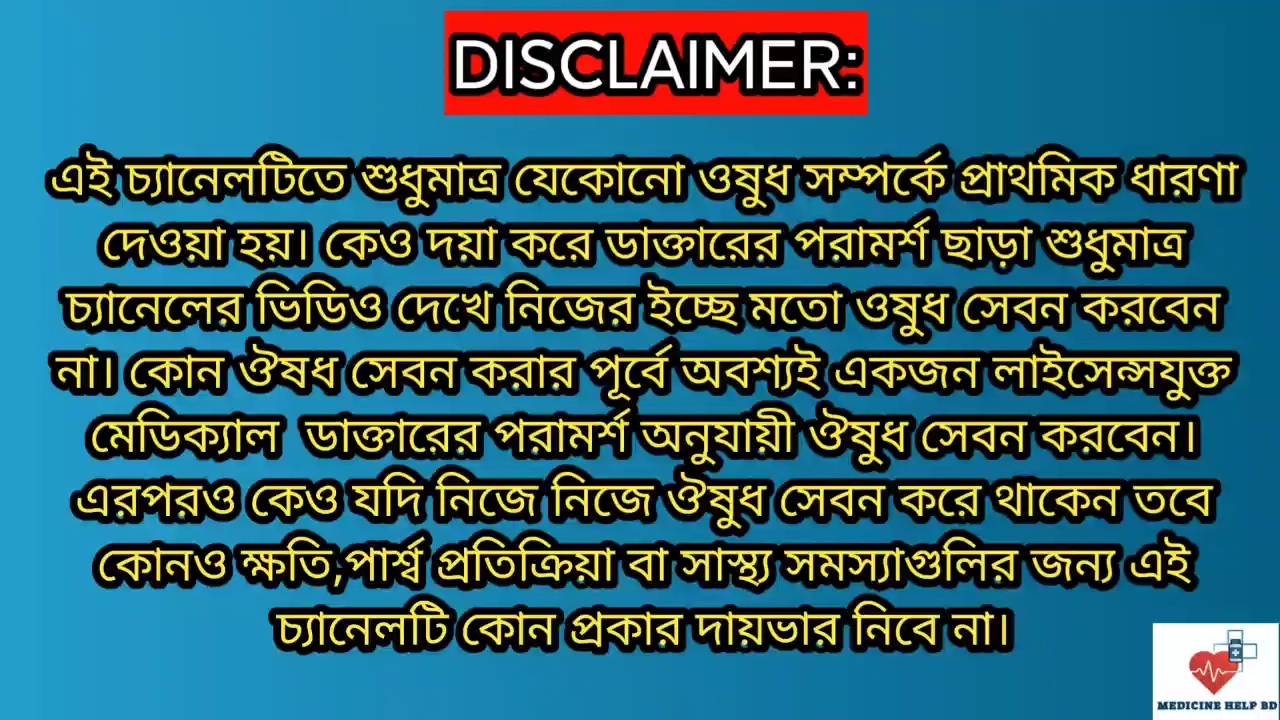 DISCLAIMER:
এই চ্যানেলটিতে শুধুমাত্র যেকোনো ওষুধ সম্পর্কে প্রাথমিক ধারণা
দেওয়া হয়। কেও দয়া করে ডাক্তারের পরামর্শ ছাড়া শুধুমাত্র
চ্যানেলের ভিডিও দেখে নিজের ইচ্ছে মতো ওষুধ সেবন করবেন
না। কোন ঔষধ সেবন করার পূর্বে অবশ্যই একজন লাইসেন্সযুক্ত
মেডিক্যাল ডাক্তারের পরামর্শ অনুযায়ী ঔষুধ সেবন করবেন।
এরপরও কেও যদি নিজে নিজে ঔষুধ সেবন করে থাকেন তবে
কোনও ক্ষতি,পার্শ্ব প্রতিক্রিয়া বা সাস্থ্য সমস্যাগুলির জন্য এই
চ্যানেলটি কোন প্রকার দায়ভার নিবে না।
MEDICINE HELP BD